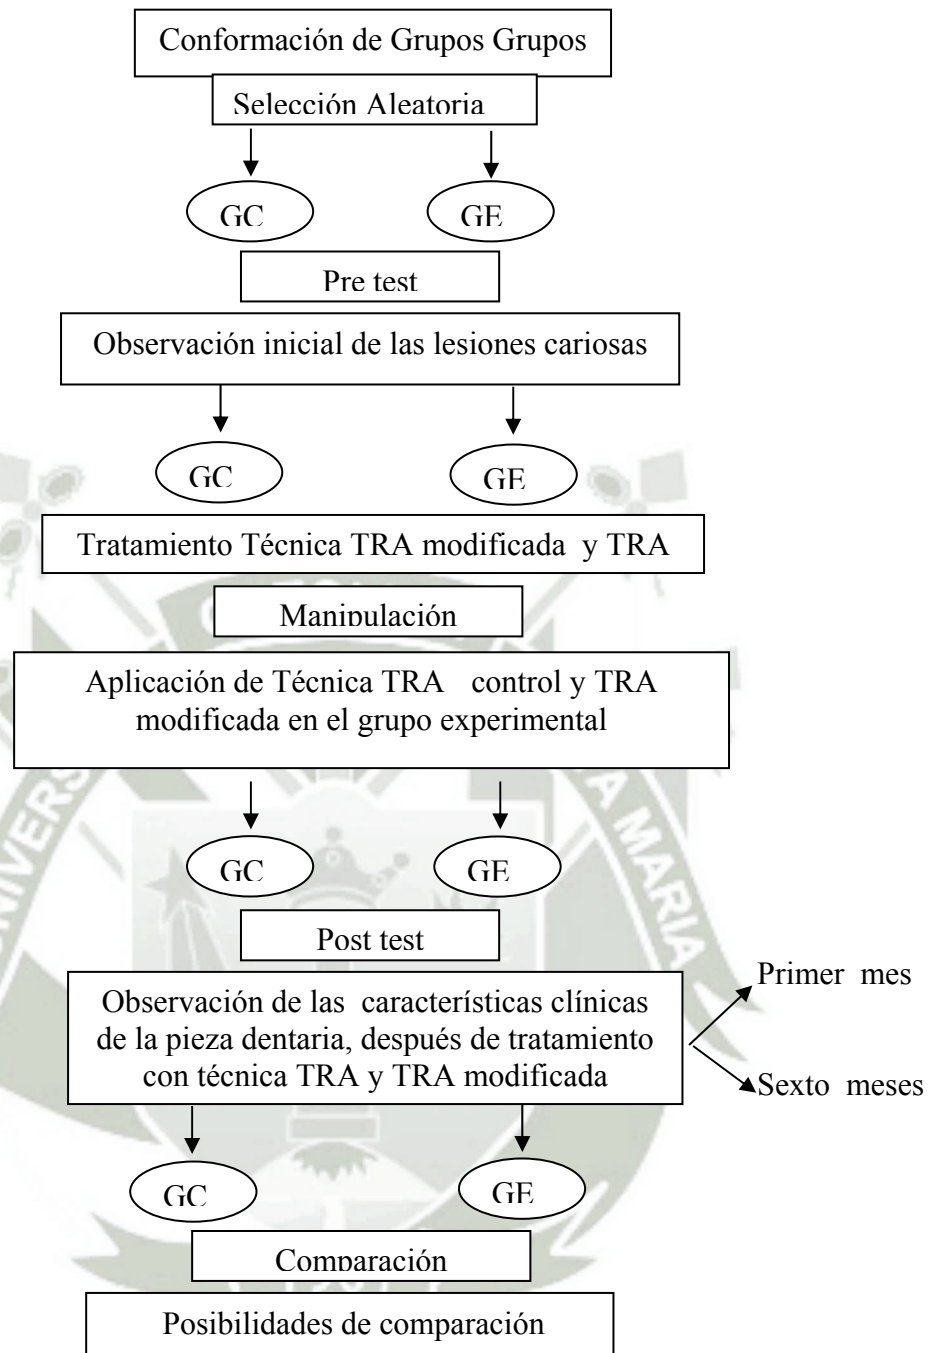 Conformación de Grupos Grupos
Selección Aleatoria
GC
GE
Pre test
Observación inicial de las lesiones cariosas
GC
GE
Tratamiento Técnica TRA modificada y TRA
Manipulación
Aplicación de Técnica TRA control y TRA
modificada en el grupo experimental
GC
GE
Post test
Primer mes
Observación de las característícas clínicas
de la pieza dentaria, después de tratamiento
con técnica TRA y TRA modificada
Sexto meses
GC
GE
Comparación
Posibilidades de comparación